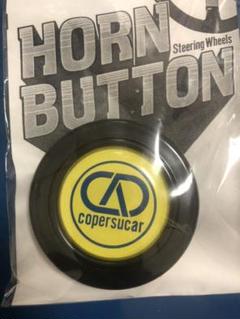 HORN
Steering Wheels
BUTTON
copersucar